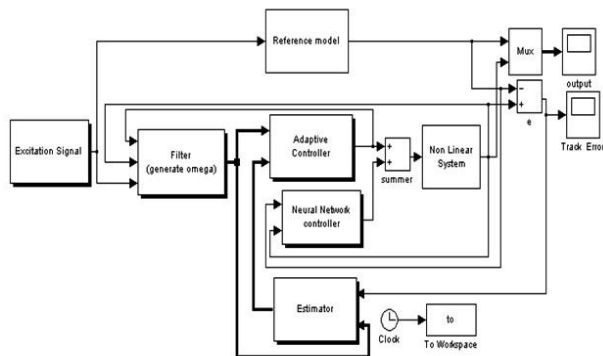 Reference model
Mux
output
e
Track Error
Excitation Signal
Filter
(generate omega)
Adaptive
Controller
summer
Non Linear
System
Neural Network
controller
Estimator
Clock
to
To Workspace